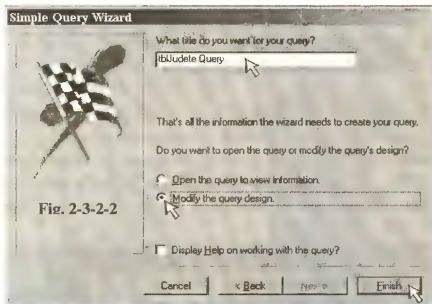 Simple Query Wizard
What title do you want for your query?
tblJudete Query
That's all the information the wizard needs to create your query.
Do you want to open the query or modify the query's design?
Open the query to view information.
Modify the query design.
Fig. 2-3-2-2
Display Help on working with the query?
Cancel
< Back
Next >
Finish